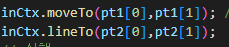 inCtx.moveTo(pt1[0],pt1[1]); /
inCtx.lineTo(pt2[0],pt2[1]);